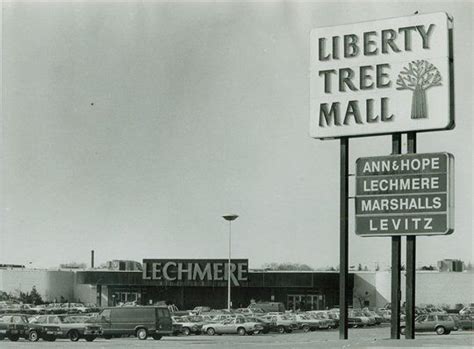 LIBERTY
TREE
MALL
ANN&HOPE
LECHMERE
MARSHALLS
LEVITZ
LECHMERE